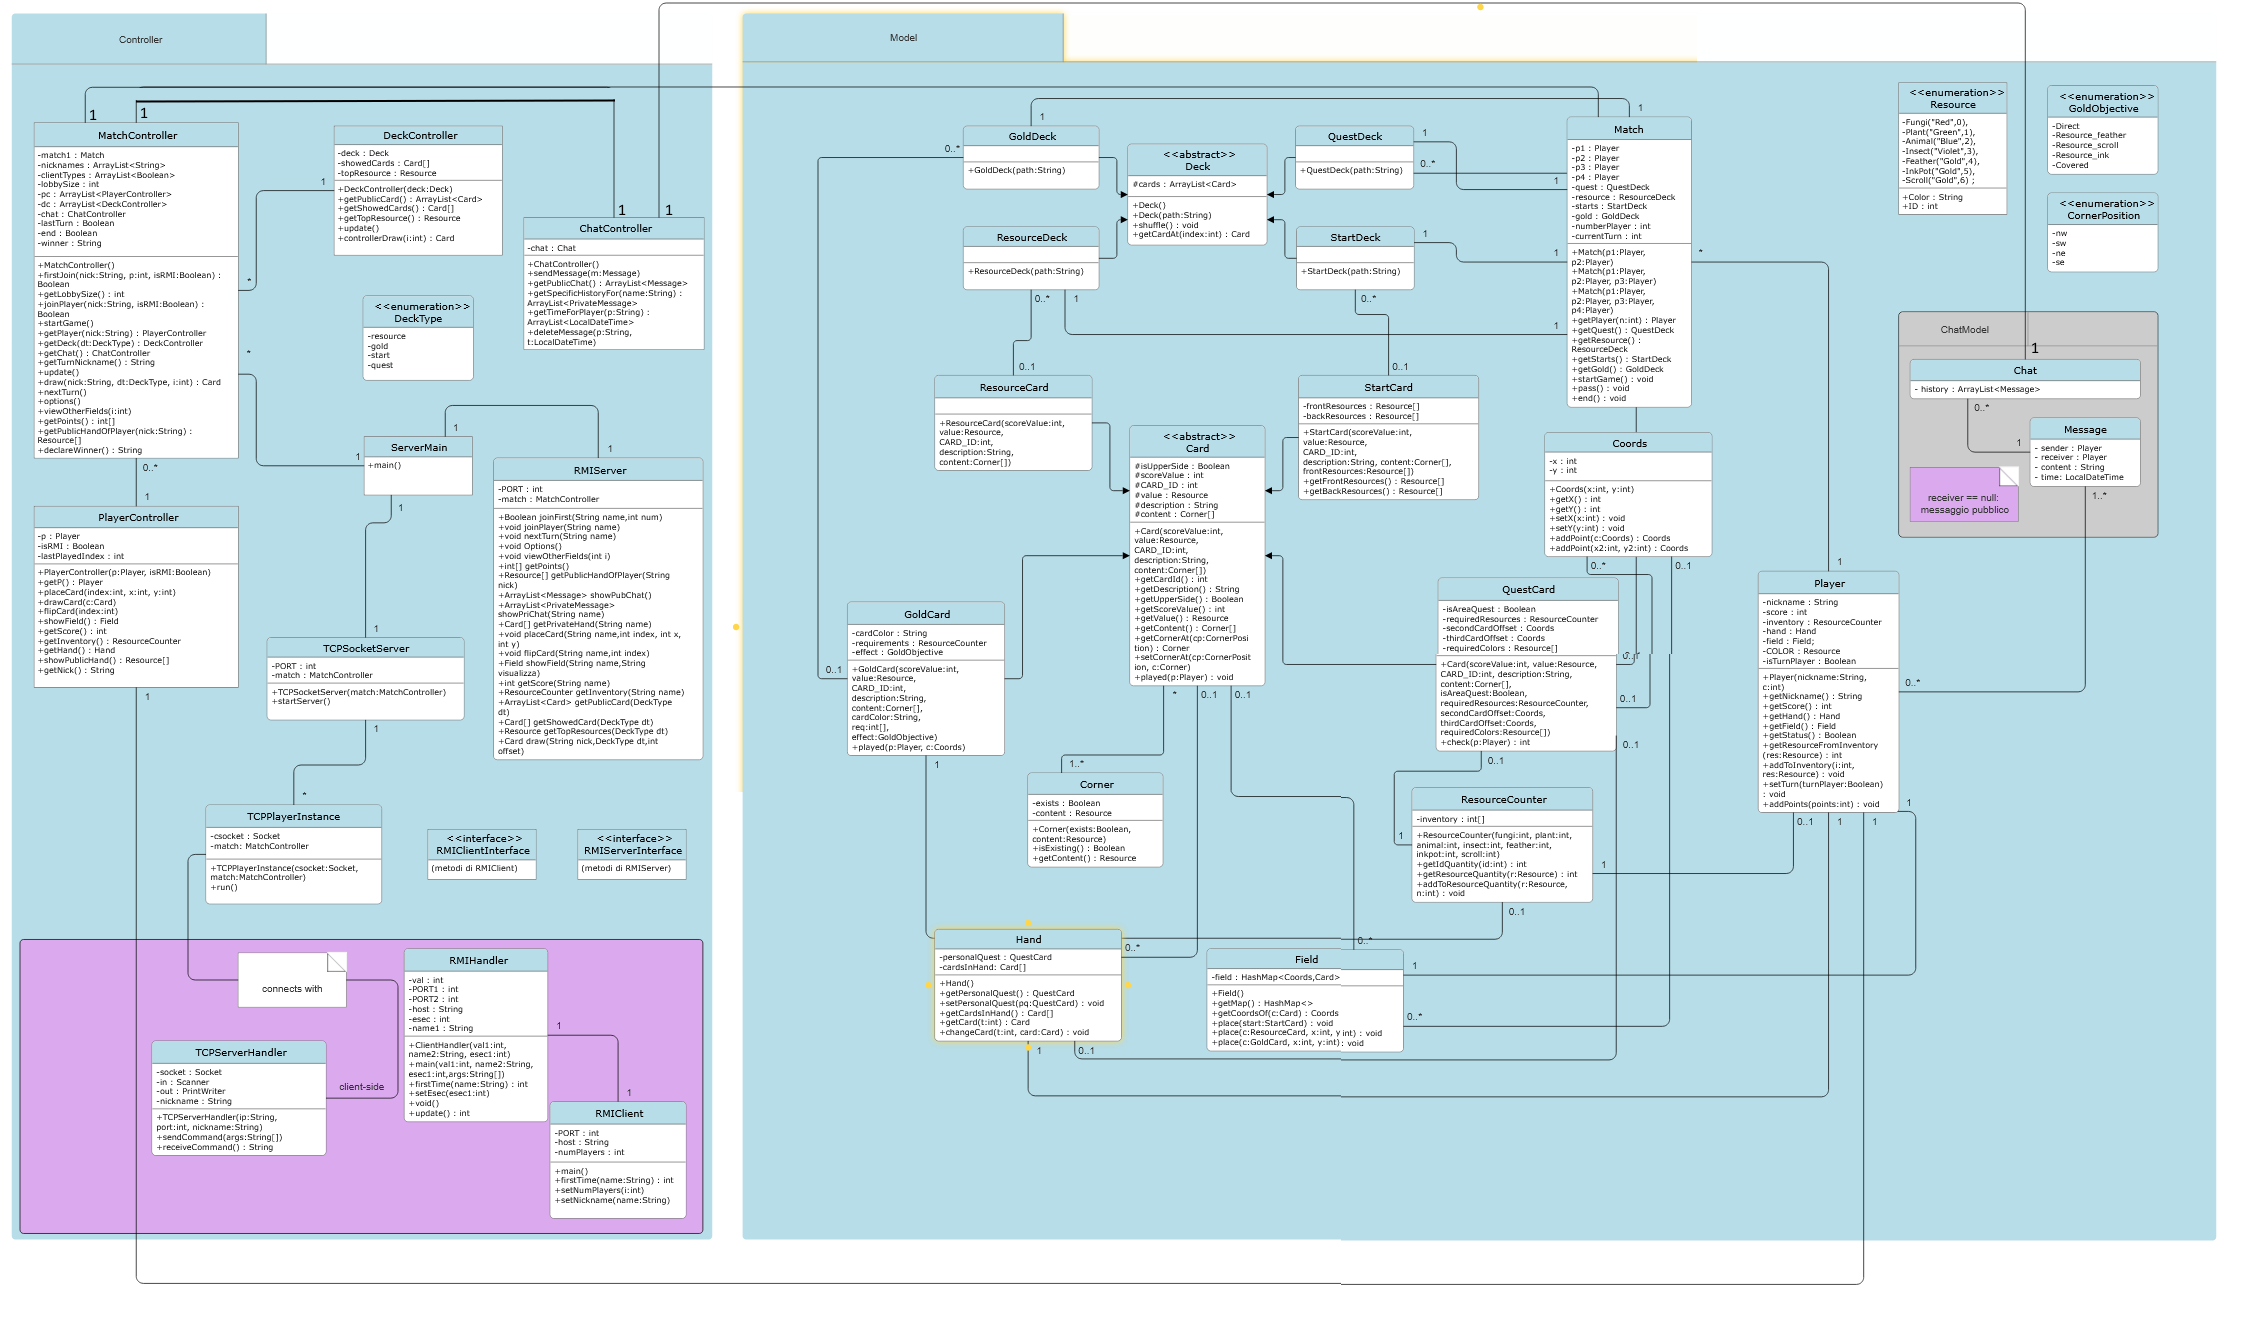 Controller
MatchController
-match1 : Match
-nicknames : ArrayList<String>
-clientTypes : ArrayList<Boolean>
-lobbySize : int
-pc : ArrayList<PlayerController>
-dc : ArrayList<DeckController>
-chat : ChatController
-lastTurn : Boolean
-end : Boolean
-winner : String
+MatchController()
+firstJoin(nick:String, p:int, isRMI:Boolean) :
Boolean
+getLobbySize() : int
+joinPlayer(nick:String, isRMI:Boolean) :
Boolean
+startGame()
+getPlayer(nick:String) : PlayerController
+getDeck(dt:DeckType) : DeckController
+getChat() : ChatController
+getTurnNickname() : String
+update()
+draw(nick:String, dt:DeckType, i:int) : Card
+nextTurn()
+options()
+viewOtherFields(i:int)
+getPoints() : int[]
+getPublicHandOfPlayer(nick:String) :
Resource[]
+declareWinner() : String
1
1
1
*
*
0..*
1
DeckController
-deck : Deck
-showedCards : Card[]
-topResource : Resource
+DeckController(deck:Deck)
+getPublicCard() : ArrayList<Card>
+getShowedCards() : Card[]
+getTopResource() : Resource
+update()
+controllerDraw(i:int) : Card
1
1
ChatController
-chat : Chat
+ChatController()
+sendMessage(m:Message)
+getPublicChat() : ArrayList<Message>
+getSpecificHistoryFor(name:String) :
ArrayList<PrivateMessage>
+getTimeForPlayer(p:String) :
ArrayList<LocalDateTime>
+deleteMessage(p:String,
t:LocalDateTime)
<<enumeration>>
DeckType
-resource
-gold
-start
-quest
1
1
1
1
ServerMain
+main()
RMIServer
-PORT : int
-match : MatchController
+Boolean joinFirst(String name,int num)
+void joinPlayer(String name)
+void nextTurn(String name)
+void Options()
+void viewOtherFields(int i)
+int[] getPoints()
+Resource[] getPublicHandOfPlayer(String
nick)
+ArrayList<Message> showPubChat()
+ArrayList<PrivateMessage>
showPriChat(String name)
+Card[] getPrivateHand(String name)
+void placeCard(String name,int index, int x,
int y)
+void flipCard(String name,int index)
+Field showField(String name,String
visualizza)
+int getScore(String name)
+ResourceCounter getInventory(String name)
+ArrayList<Card> getPublicCard(DeckType
dt)
+Card[] getShowedCard(DeckType dt)
+Resource getTopResources(DeckType dt)
+Card draw(String nick,DeckType dt,int
offset)
PlayerController
-p : Player
-isRMI : Boolean
-lastPlayedIndex : int
+PlayerController(p:Player, isRMI:Boolean)
+getP() : Player
+placeCard(index:int, x:int, y:int)
+drawCard(c:Card)
+flipCard(index:int)
+showField() : Field
+getScore() : int
+getInventory() : ResourceCounter
+getHand() : Hand
+showPublicHand() : Resource[]
+getNick() : String
1
1
TCPSocketServer
-PORT : int
-match : MatchController
+TCPSocketServer(match:MatchController)
+startServer()
1
*
TCPPlayerInstance
-csocket : Socket
-match: MatchController
+TCPPlayerInstance(csocket:Socket,
match:MatchController)
+run()
<<interface>>
RMIClientInterface
(metodi di RMIClient)
<<interface>>
RMIServerInterface
(metodi di RMIServer)
connects with
RMIHandler
-val : int
-PORT1 : int
-PORT2 : int
-host : String
-esec : int
-name1 : String
+ClientHandler(val1:int,
name2:String, esec1:int)
+main(val1:int, name2:String,
esec1:int,args:String[])
+firstTime(name:String) : int
+setEsec(esec1:int)
+void()
+update() : int
1
1
TCPServerHandler
-socket : Socket
-in : Scanner
-out : PrintWriter
-nickname : String
+TCPServerHandler(ip:String,
port:int, nickname:String)
+sendCommand(args:String[])
+receiveCommand() : String
client-side
RMIClient
-PORT : int
-host : String
-numPlayers : int
+main()
+firstTime(name:String) : int
+setNumPlayers(i:int)
+setNickname(name:String)
Model
1
0..*
GoldDeck
+GoldDeck(path:String)
<<abstract>>
Deck
#cards : ArrayList<Card>
+Deck()
+Deck(path:String)
+shuffle() : void
+getCardAt(index:int) : Card
QuestDeck
+QuestDeck(path:String)
1
0..*
1
1
ResourceDeck
+ResourceDeck(path:String)
0..*
1
StartDeck
+StartDeck(path:String)
1
0..*
1
1
Match
-p1 : Player
-p2 : Player
-p3 : Player
-p4 : Player
-quest : QuestDeck
-resource : ResourceDeck
-starts : StartDeck
-gold : GoldDeck
-numberPlayer : int
-currentTurn : int
+Match(p1:Player,
p2:Player)
+Match(p1:Player,
p2:Player, p3:Player)
+Match(p1:Player,
p2:Player, p3:Player,
p4:Player)
+getPlayer(n:int) : Player
+getQuest() : QuestDeck
+getResource() :
ResourceDeck
+getStarts() : StartDeck
+getGold() : GoldDeck
+startGame() : void
+pass() : void
+end() : void
*
<<enumeration>>
Resource
-Fungi("Red",0),
-Plant("Green",1),
-Animal("Blue",2),
-Insect("Violet",3),
-Feather("Gold",4),
-InkPot("Gold",5),
-Scroll("Gold",6) ;
+Color : String
+ID : int
<<enumeration>>
GoldObjective
-Direct
-Resource_feather
-Resource_scroll
-Resource_ink
-Covered
<<enumeration>>
CornerPosition
-nw
-sw
-ne
-se
ChatModel
1
Chat
- history : ArrayList<Message>
0..*
1
Message
- sender : Player
- receiver : Player
- content : String
- time: LocalDateTime
1..*
receiver == null:
messaggio pubblico
0..1
ResourceCard
+ResourceCard(scoreValue:int,
value:Resource,
CARD_ID:int,
description:String,
content:Corner[])
0..1
StartCard
-frontResources : Resource[]
-backResources : Resource[]
+StartCard(scoreValue:int,
value:Resource,
CARD_ID:int,
description:String, content:Corner[],
frontResources:Resource[])
+getFrontResources() : Resource[]
+getBackResources() : Resource[]
<<abstract>>
Card
#isUpperSide : Boolean
#scoreValue : int
#CARD_ID : int
#value : Resource
#description : String
#content : Corner[]
+Card(scoreValue:int,
value:Resource,
CARD_ID:int,
description:String,
content:Corner[])
+getCardId() : int
+getDescription() : String
+getUpperSide() : Boolean
+getScoreValue() : int
+getValue() : Resource
+getContent() : Corner[]
+getCornerAt(cp:CornerPosi
tion) : Corner
+setCornerAt(cp:CornerPosit
ion, c:Corner)
+played(p:Player) : void
*
0..1
0..1
Coords
-x : int
-y : int
+Coords(x:int, y:int)
+getX() : int
+getY() : int
+setX(x:int) : void
+setY(y:int) : void
+addPoint(c:Coords) : Coords
+addPoint(x2:int, y2:int) : Coords
0..*
0..1
GoldCard
-cardColor : String
-requirements : ResourceCounter
-effect : GoldObjective
+GoldCard(scoreValue:int,
value:Resource,
CARD_ID:int,
description:String,
content:Corner[],
cardColor:String,
req:int[],
effect:GoldObjective)
+played(p:Player, c:Coords)
0..1
1
QuestCard
-isAreaQuest : Boolean
-requiredResources : ResourceCounter
-secondCardOffset : Coords
-thirdCardOffset : Coords
-requiredColors : Resource[]
+Card(scoreValue:int, value:Resource,
CARD_ID:int, description:String,
content:Corner[],
isAreaQuest:Boolean,
requiredResources:ResourceCounter,
secondCardOffset:Coords,
thirdCardOffset:Coords,
requiredColors:Resource[])
+check(p:Player) : int
0..1
0..1
0..1
1
Player
-nickname : String
-score : int
-inventory : ResourceCounter
-hand : Hand
-field : Field;
-COLOR : Resource
-isTurnPlayer : Boolean
+Player(nickname:String,
c:int)
+getNickname() : String
+getScore() : int
+getHand() : Hand
+getField() : Field
+getStatus() : Boolean
+getResourceFromInventory
(res:Resource) : int
+addToInventory(i:int,
res:Resource) : void
+setTurn(turnPlayer:Boolean)
: void
+addPoints(points:int) : void
0..*
1
0..1
1
1
1..*
Corner
-exists : Boolean
-content : Resource
+Corner(exists:Boolean,
content:Resource)
+isExisting() : Boolean
+getContent() : Resource
ResourceCounter
-inventory : int[]
+ResourceCounter(fungi:int, plant:int,
animal:int, insect:int, feather:int,
inkpot:int, scroll:int)
+getIdQuantity(id:int) : int
+getResourceQuantity(r:Resource) : int
+addToResourceQuantity(r:Resource,
n:int) : void
1
1
0..1
Hand
-personalQuest : QuestCard
-cardsInHand: Card[]
+Hand()
+getPersonalQuest() : QuestCard
+setPersonalQuest(pq:QuestCard) : void
+getCardsInHand() : Card[]
+getCard(t:int) : Card
+changeCard(t:int, card:Card) : void
0..*
1
0..1
Field
-field : HashMap<Coords,Card>
+Field()
+getMap() : HashMap<>
+getCoordsOf(c:Card) : Coords
+place(start:StartCard) : void
+place(c:ResourceCard, x:int, y int) : void
+place(c:GoldCard, x:int, y:int) : void
0..*
1
0..*